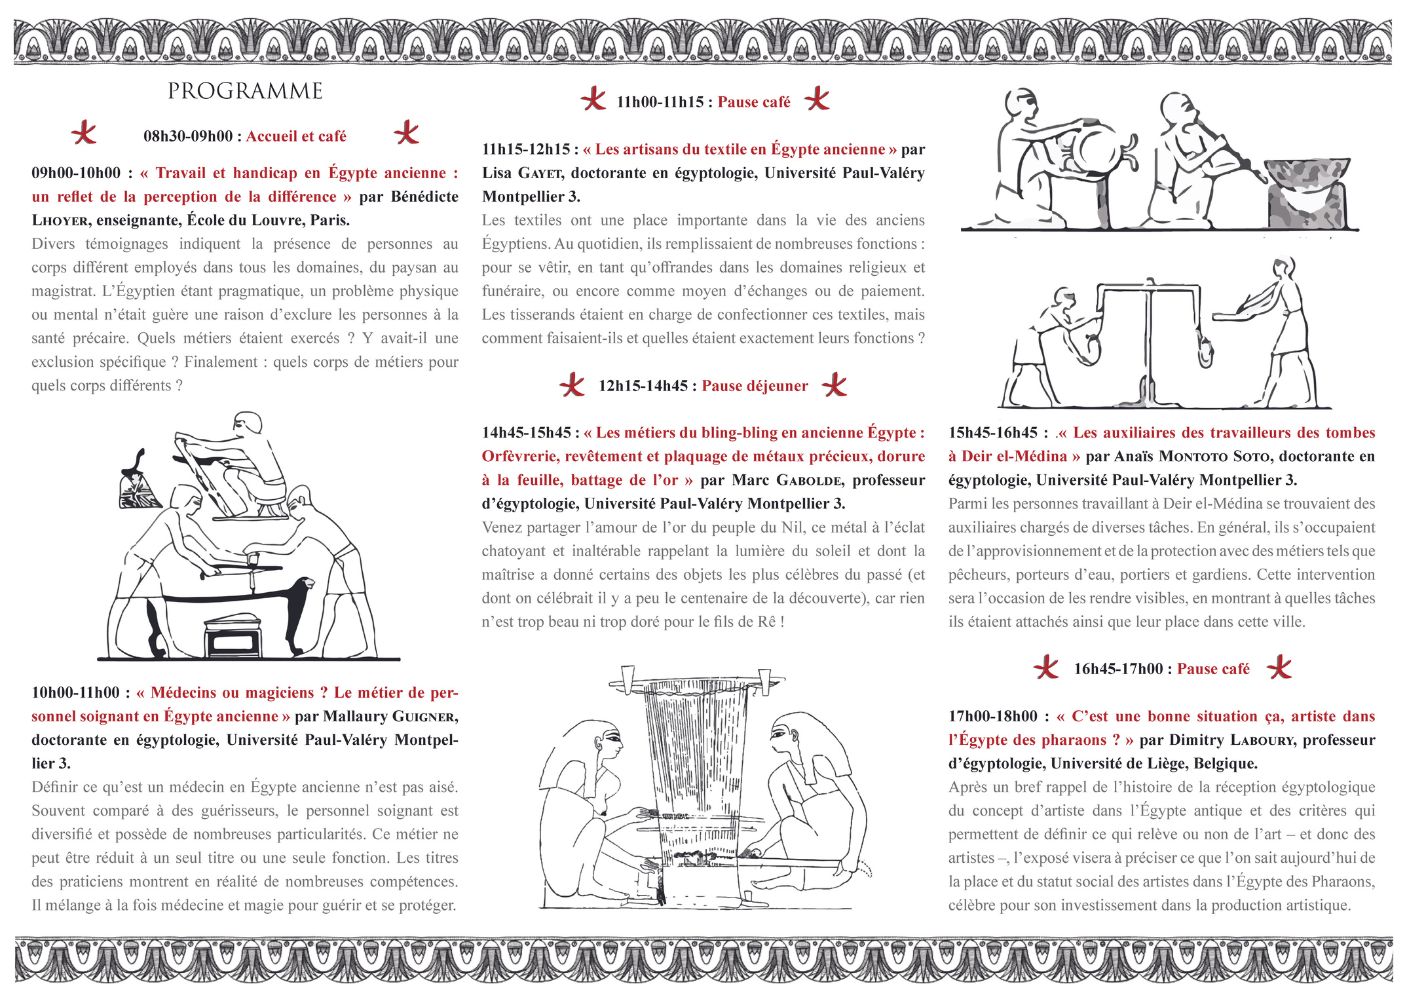 PROGRAMME
08h30-09h00 : Accueil et café
09h00-10h00 : « Travail et handicap en Égypte ancienne :
un reflet de la perception de la différence » par Bénédicte
LHOYER, enseignante, École du Louvre, Paris.
Divers témoignages indiquent la présence de personnes au
corps différent employés dans tous les domaines, du paysan au
magistrat. L’Égyptien étant pragmatique, un problème physique
ou mental n’était guère une raison d’exclure les personnes à la
santé précaire. Quels métiers étaient exercés ? Y avait-il une
exclusion spécifique ? Finalement : quels corps de métiers pour
quels corps différents ?
10h00-11h00 : « Médecins ou magiciens ? Le métier de per-
sonnel soignant en Égypte ancienne » par Mallaury GUIGNER,
doctorante en égyptologie, Université Paul-Valéry Montpel-
lier 3.
Définir ce qu’est un médecin en Égypte ancienne n’est pas aisé.
Souvent comparé à des guérisseurs, le personnel soignant est
diversifié et possède de nombreuses particularités. Ce métier ne
peut être réduit à un seul titre ou une seule fonction. Les titres
des praticiens montrent en réalité de nombreuses compétences.
Il mélange à la fois médecine et magie pour guérir et se protéger.
11h00-11h15 : Pause café
11h15-12h15 : « Les artisans du textile en Égypte ancienne » par
Lisa GAYET, doctorante en égyptologie, Université Paul-Valéry
Montpellier 3.
Les textiles ont une place importante dans la vie des anciens
Égyptiens. Au quotidien, ils remplissaient de nombreuses fonctions :
pour se vêtir, en tant qu’offrandes dans les domaines religieux et
funéraire, ou encore comme moyen d’échanges ou de paiement.
Les tisserands étaient en charge de confectionner ces textiles, mais
comment faisaient-ils et quelles étaient exactement leurs fonctions ?
12h15-14h45 : Pause déjeuner
14h45-15h45 : « Les métiers du bling-bling en ancienne Égypte :
Orfèvrerie, revêtement et plaquage de métaux précieux, dorure
à la feuille, battage de l’or » par Marc GABOLDE, professeur
d’égyptologie, Université Paul-Valéry Montpellier 3.
Venez partager l’amour de l’or du peuple du Nil, ce métal à l’éclat
chatoyant et inaltérable rappelant la lumière du soleil et dont la
maîtrise a donné certains des objets les plus célèbres du passé (et
dont on célébrait il y a peu le centenaire de la découverte), car rien
n’est trop beau ni trop doré pour le fils de Rê !
15h45-16h45 : .« Les auxiliaires des travailleurs des tombes
à Deir el-Médina » par Anaïs MONTOTO SOTO, doctorante en
égyptologie, Université Paul-Valéry Montpellier 3.
Parmi les personnes travaillant à Deir el-Médina se trouvaient des
auxiliaires chargés de diverses tâches. En général, ils s’occupaient
de l’approvisionnement et de la protection avec des métiers tels que
pêcheurs, porteurs d’eau, portiers et gardiens. Cette intervention
sera l’occasion de les rendre visibles, en montrant à quelles tâches
ils étaient attachés ainsi que leur place dans cette ville.
16h45-17h00 : Pause café
17h00-18h00 : « C’est une bonne situation ça, artiste dans
l’Égypte des pharaons ? » par Dimitry LABOURY, professeur
d’égyptologie, Université de Liège, Belgique.
Après un bref rappel de l’histoire de la réception égyptologique
du concept d’artiste dans l’Égypte antique et des critères qui
permettent de définir ce qui relève ou non de l’art – et donc des
artistes –, l’exposé visera à préciser ce que l’on sait aujourd’hui de
la place et du statut social des artistes dans l’Égypte des Pharaons,
célèbre pour son investissement dans la production artistique.